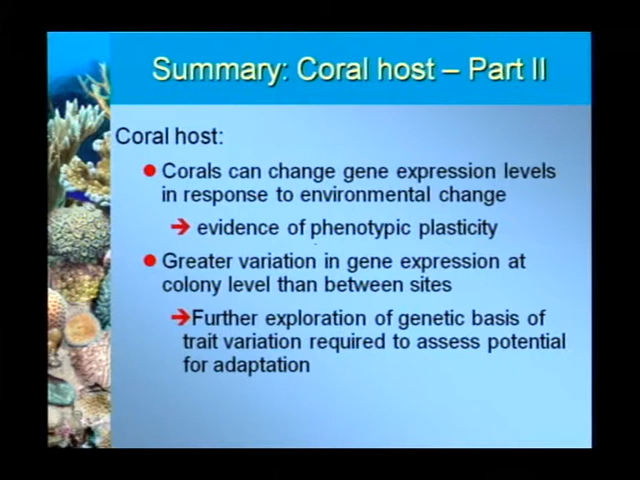 Summary: Coral host – Part II
Coral host:
Corals can change gene expression levels
in response to environmental change
➔ evidence of phenotypic plasticity
Greater variation in gene expression at
colony level than between sites
➔Further exploration of genetic basis of
trait variation required to assess potential
for adaptation